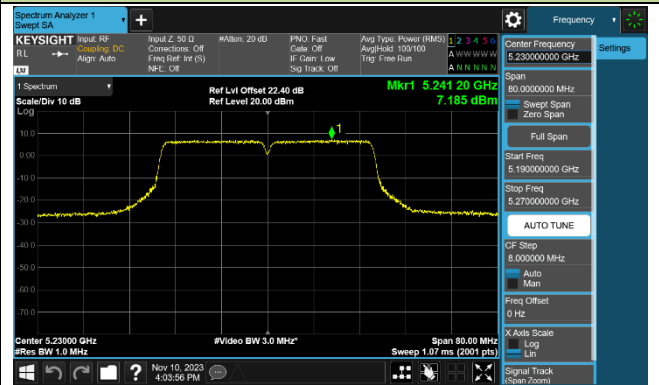 Spectrum Analyzer 1
Swept SA
+
Frequency
KEYSIGHT
RL
LXI
Input: RF
Coupling: DC
Align: Auto
Input Z: 50 Ω
Corrections: Off
Freq Ref: Int (S)
NFE: Off
#Atten: 20 dB
PNO: Fast
Gate: Off
IF Gain: Low
Sig Track: Off
Avg Type: Power (RMS)
Avg|Hold: 100/100
Trig: Free Run
1 2 3 4 5 6
A W W W W W
A N N N N N
1 Spectrum
Scale/Div 10 dB
Log
Ref Lvl Offset 22.40 dB
Ref Level 20.00 dBm
Mkr1 5.241 20 GHz
7.185 dBm
1
10.0
0.00
-10.0
-20.0
-30.0
-40.0
-50.0
-60.0
-70.0
Center 5.23000 GHz
#Res BW 1.0 MHz
#Video BW 3.0 MHz*
Span 80.00 MHz
Sweep 1.07 ms (2001 pts)
?
Nov 10, 2023
4:03:56 PM
Center Frequency
5.230000000 GHz
Settings
Span
80.0000000 MHz
Swept Span
Zero Span
Full Span
Start Freq
5.190000000 GHz
Stop Freq
5.270000000 GHz
AUTO TUNE
CF Step
8.000000 MHz
Auto
Man
Freq Offset
0 Hz
X Axis Scale
Log
Lin
Signal Track
(Span Zoom)